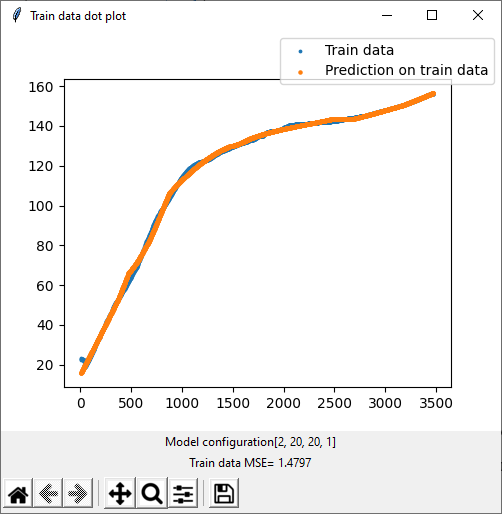 Train data dot plot
Train data
Prediction on train data
160
140
120
100
80
60
40
20
0 500 1000 1500 2000 2500 3000 3500
Model configuration[2, 20, 20, 1]
Train data MSE= 1.4797